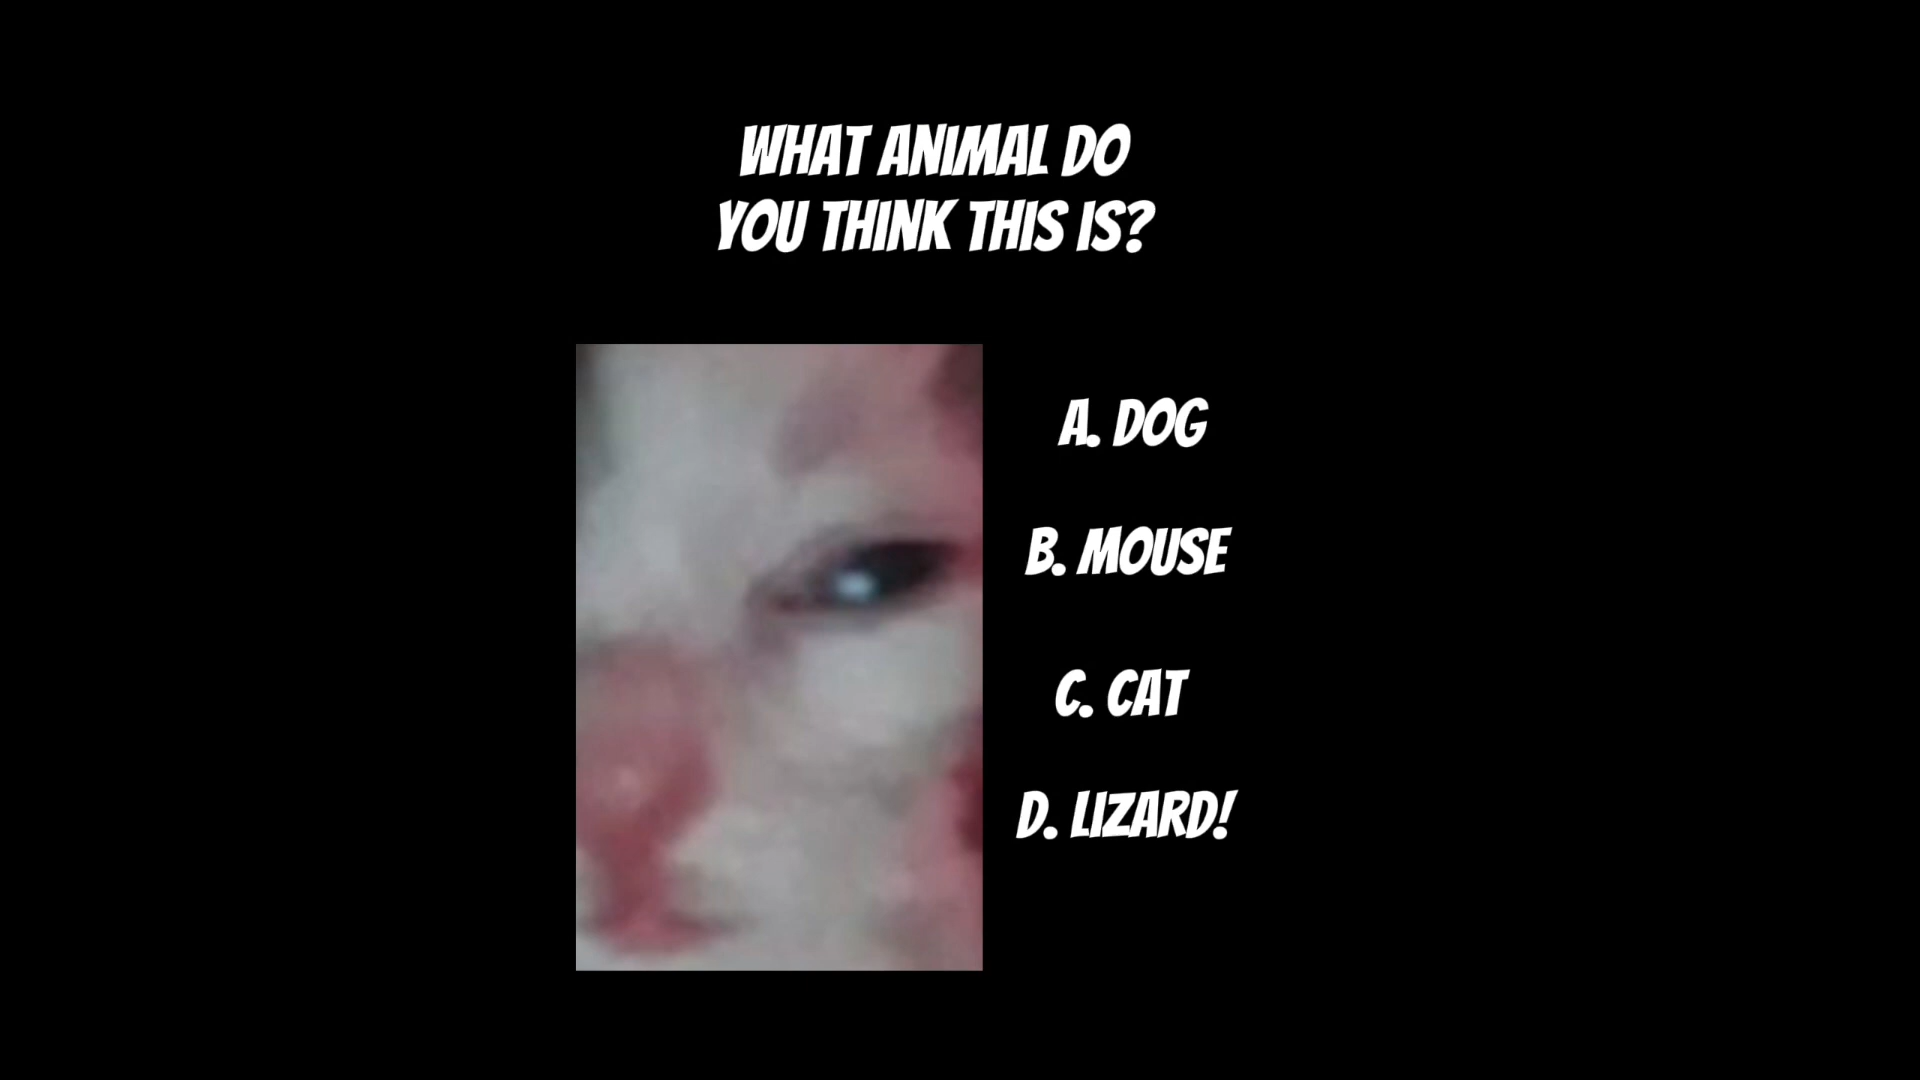 WHAT ANIMAL DO
YOU THINK THIS IS?
A. DOG
B. MOUSE
C. CAT
D. LIZARD!